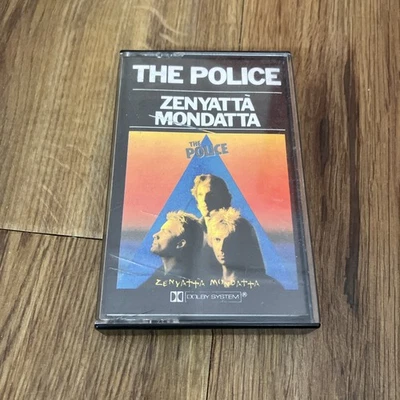 THE POLICE
ZENYATTÀ
MONDATTA
THE
POLICE
ZENYATTÀ MONDATTA
DOLBY SYSTEM®